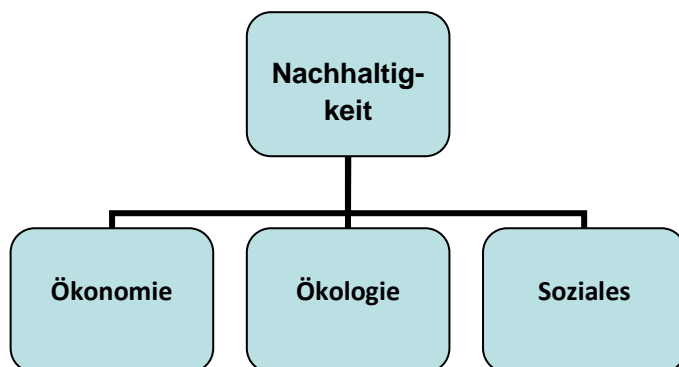 Nachhaltig-
keit
Ökonomie
Ökologie
Soziales